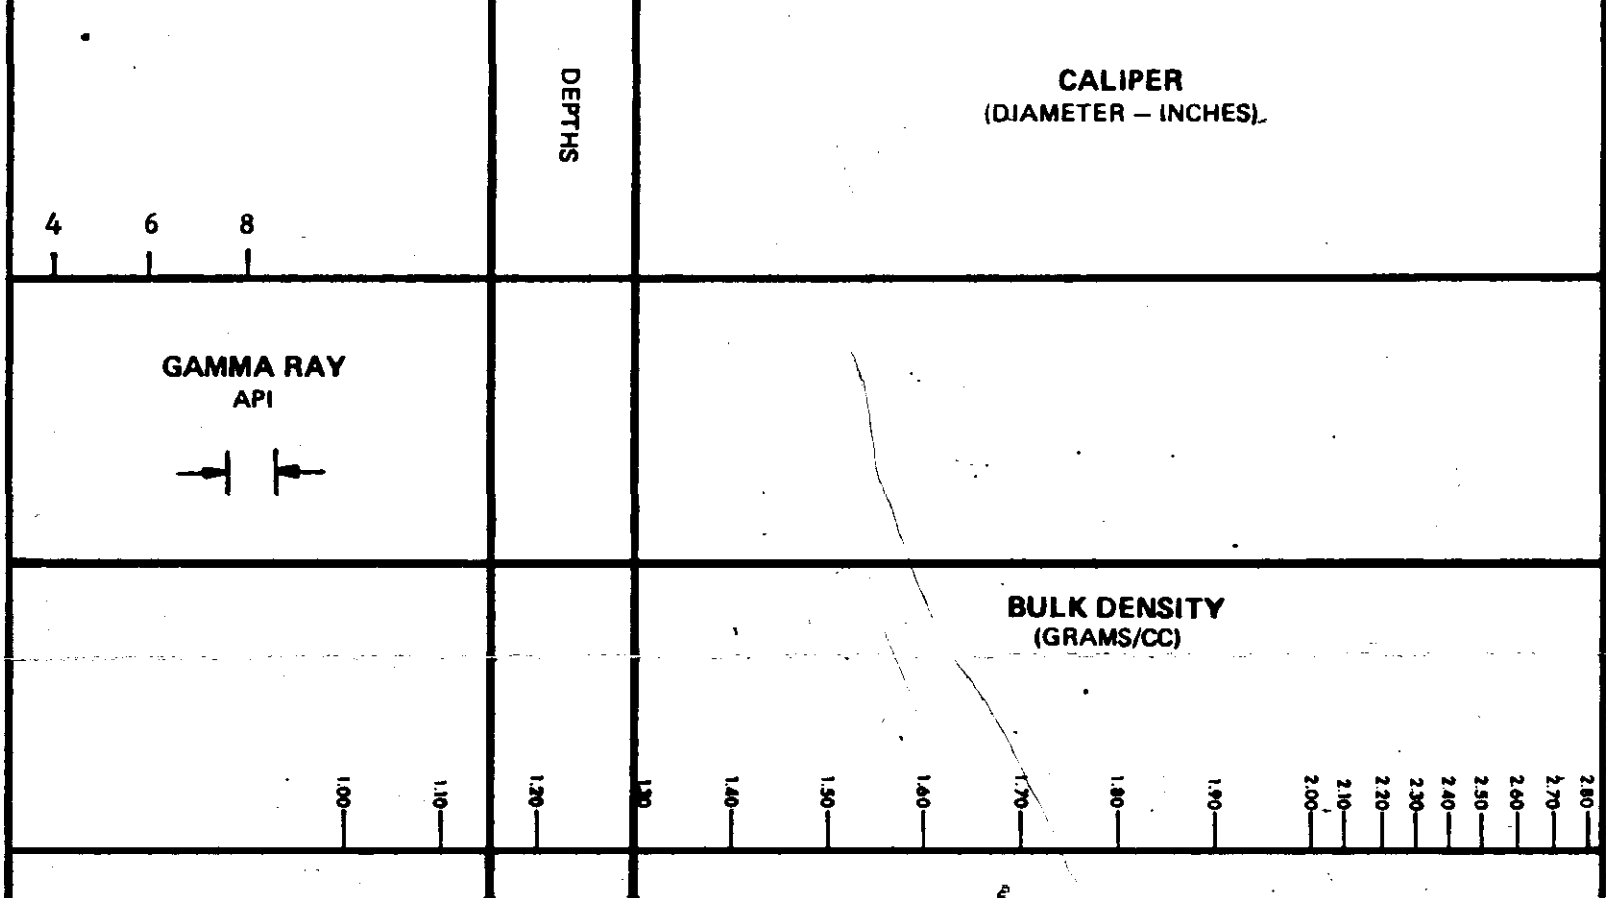 DEPTHS
CALIPER
(DIAMETER – INCHES)
4 6 8
GAMMA RAY
API
BULK DENSITY
(GRAMS/CC)
1.00 1.10 1.20 1.30 1.40 1.50 1.60 1.70 1.80 1.90 2.00 2.10 2.20 2.30 2.40 2.50 2.60 2.70 2.80